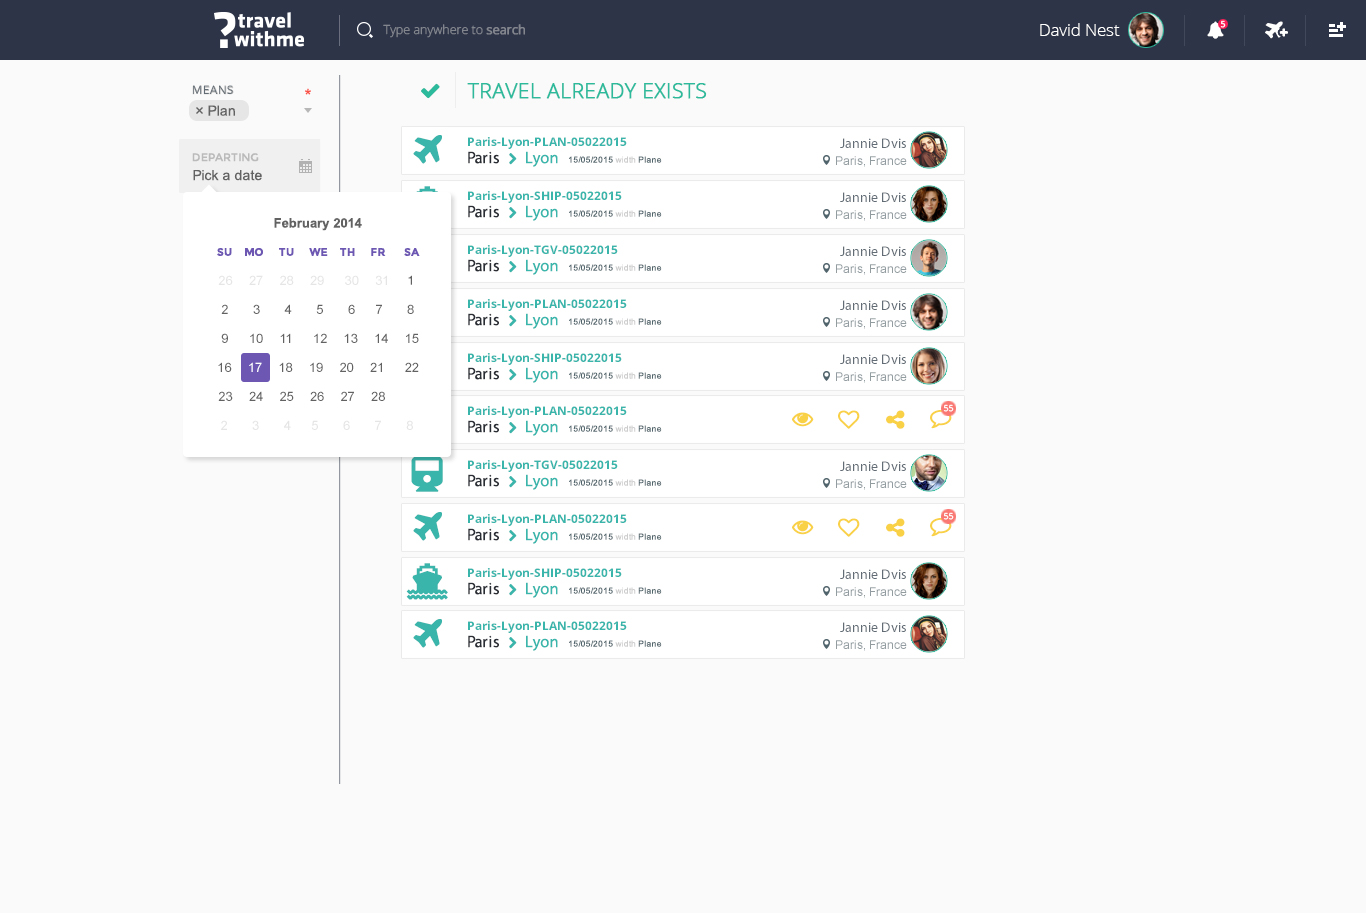 travel
withme
Type anywhere to search
David Nest
5
MEANS *
× Plan
DEPARTING
Pick a date
February 2014
SU MO TU WE TH FR SA
26 27 28 29 30 31 1
2 3 4 5 6 7 8
9 10 11 12 13 14 15
16 17 18 19 20 21 22
23 24 25 26 27 28
2 3 4 5 6 7 8
TRAVEL ALREADY EXISTS
Paris-Lyon-PLAN-05022015
Paris > Lyon 15/05/2015 width Plane
Jannie Dvis
Paris, France
Paris-Lyon-SHIP-05022015
Paris > Lyon 15/05/2015 width Plane
Jannie Dvis
Paris, France
Paris-Lyon-TGV-05022015
Paris > Lyon 15/05/2015 width Plane
Jannie Dvis
Paris, France
Paris-Lyon-PLAN-05022015
Paris > Lyon 15/05/2015 width Plane
Jannie Dvis
Paris, France
Paris-Lyon-SHIP-05022015
Paris > Lyon 15/05/2015 width Plane
Jannie Dvis
Paris, France
Paris-Lyon-PLAN-05022015
Paris > Lyon 15/05/2015 width Plane
55
Paris-Lyon-TGV-05022015
Paris > Lyon 15/05/2015 width Plane
Jannie Dvis
Paris, France
Paris-Lyon-PLAN-05022015
Paris > Lyon 15/05/2015 width Plane
55
Paris-Lyon-SHIP-05022015
Paris > Lyon 15/05/2015 width Plane
Jannie Dvis
Paris, France
Paris-Lyon-PLAN-05022015
Paris > Lyon 15/05/2015 width Plane
Jannie Dvis
Paris, France